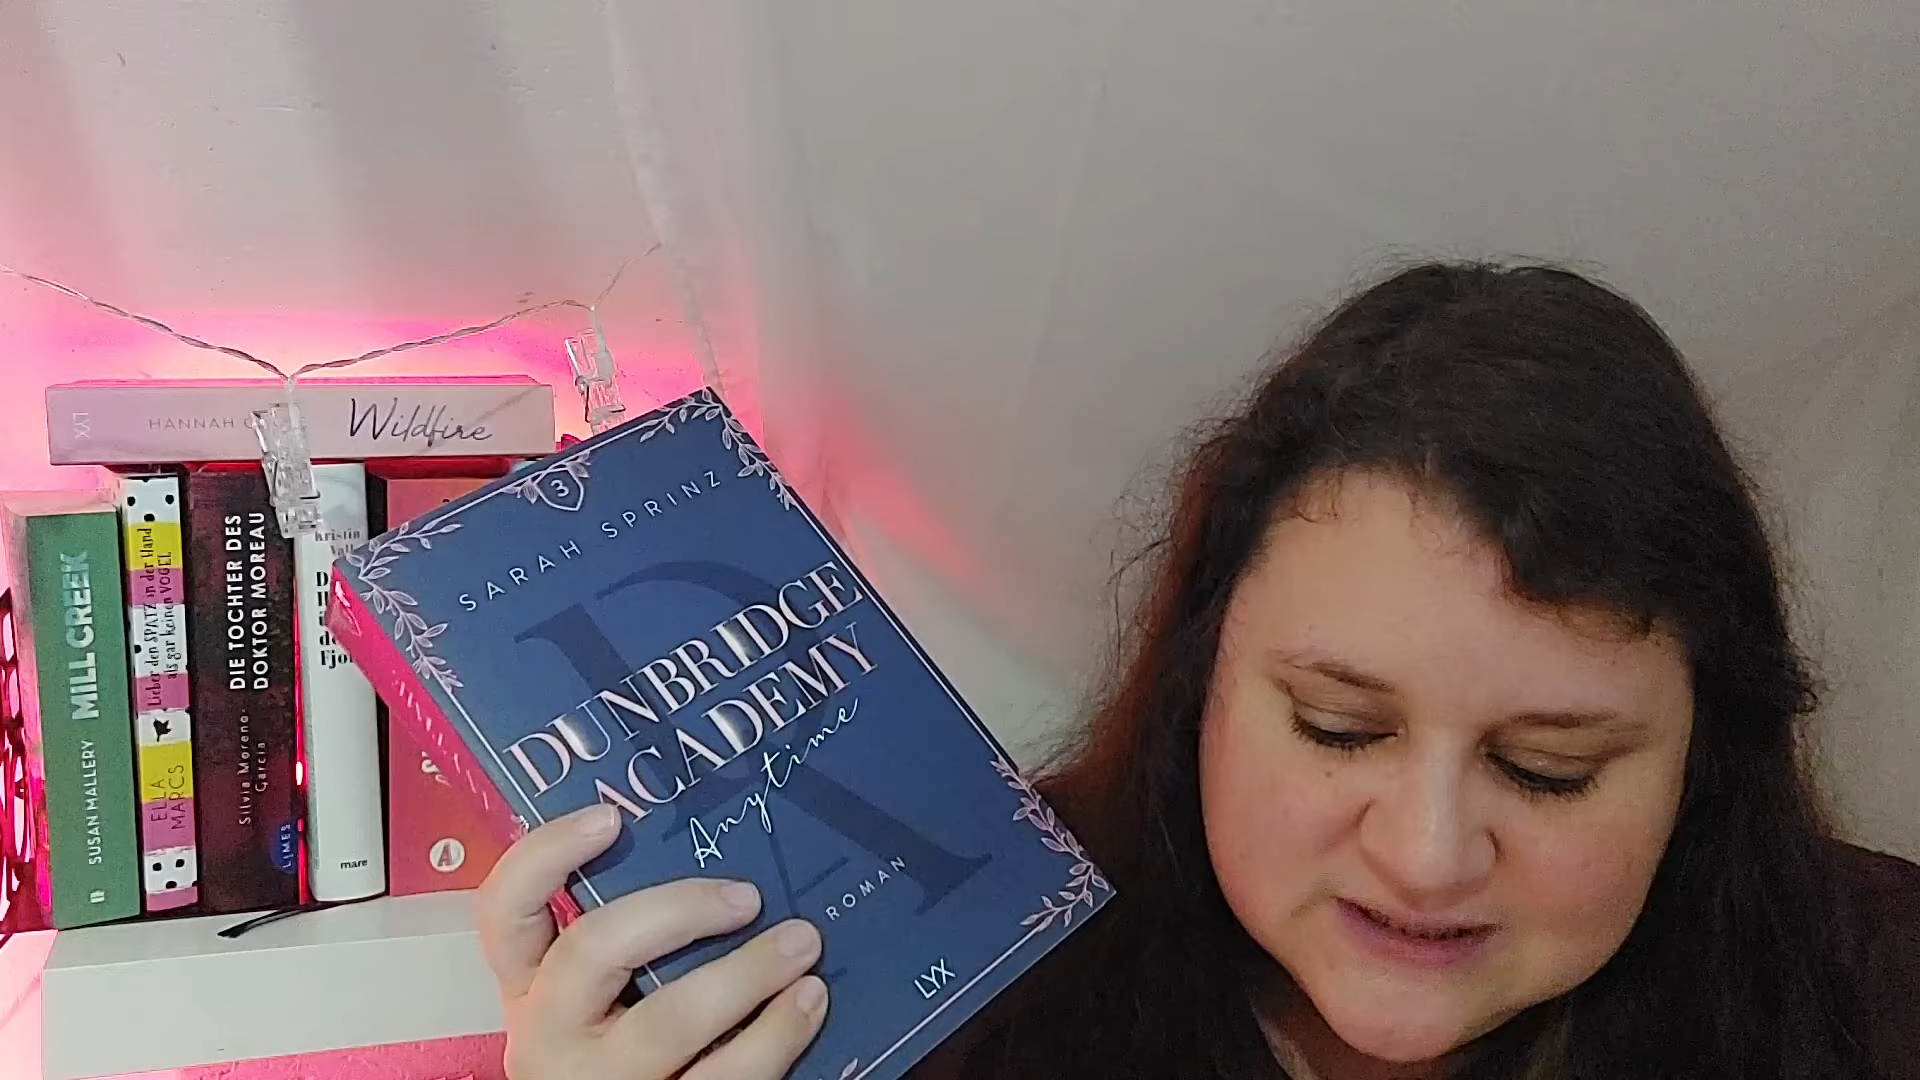 LYX
HANNAH
Wildfire
SUSAN MALLERY MILL CREEK
Lieber den SPATZ in der Hand
als gar keinen VOGEL
ELLA
MARCS
DIE TOCHTER DES
DOKTOR MOREAU
Silvia Moreno-
Garcia
LIMES
Kristin
mare
3
SARAH SPRINZ
DUNBRIDGE
ACADEMY
Anytime
ROMAN
LYX